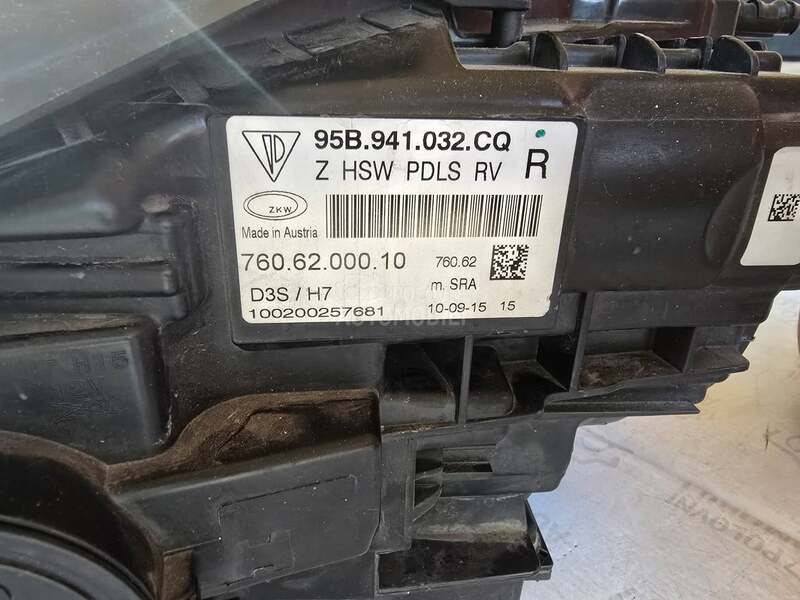 95B.941.032.CQ
Z HSW PDLS RV R
ZKW
Made in Austria
760.62.000.10 760.62
D3S / H7 m. SRA
100200257681 10-09-15 15